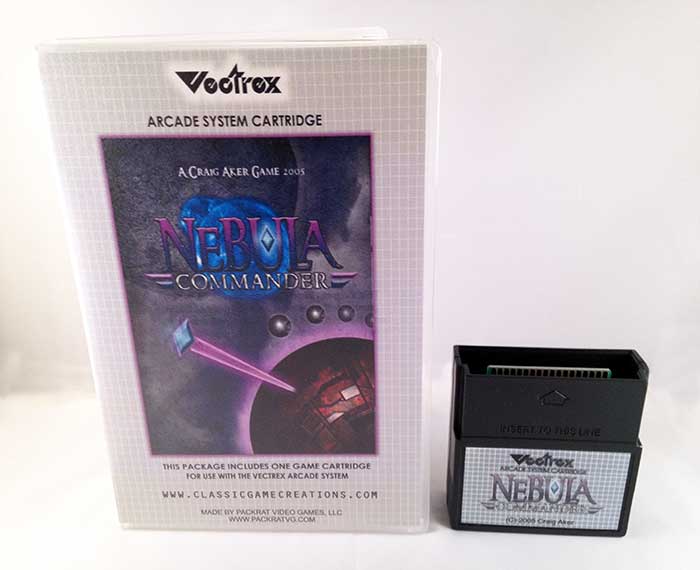 Vectrex
ARCADE SYSTEM CARTRIDGE
A CRAIG AKER GAME 2005
NEBULA
COMMANDER
THIS PACKAGE INCLUDES ONE GAME CARTRIDGE
FOR USE WITH THE VECTREX ARCADE SYSTEM
WWW.CLASSICGAMECREATIONS.COM
MADE BY PACKRAT VIDEO GAMES, LLC
WWW.PACKRATVG.COM
INSERT TO THIS LINE
Vectrex
ARCADE SYSTEM CARTRIDGE
NEBULA
COMMANDER
(C) 2005 Craig Aker